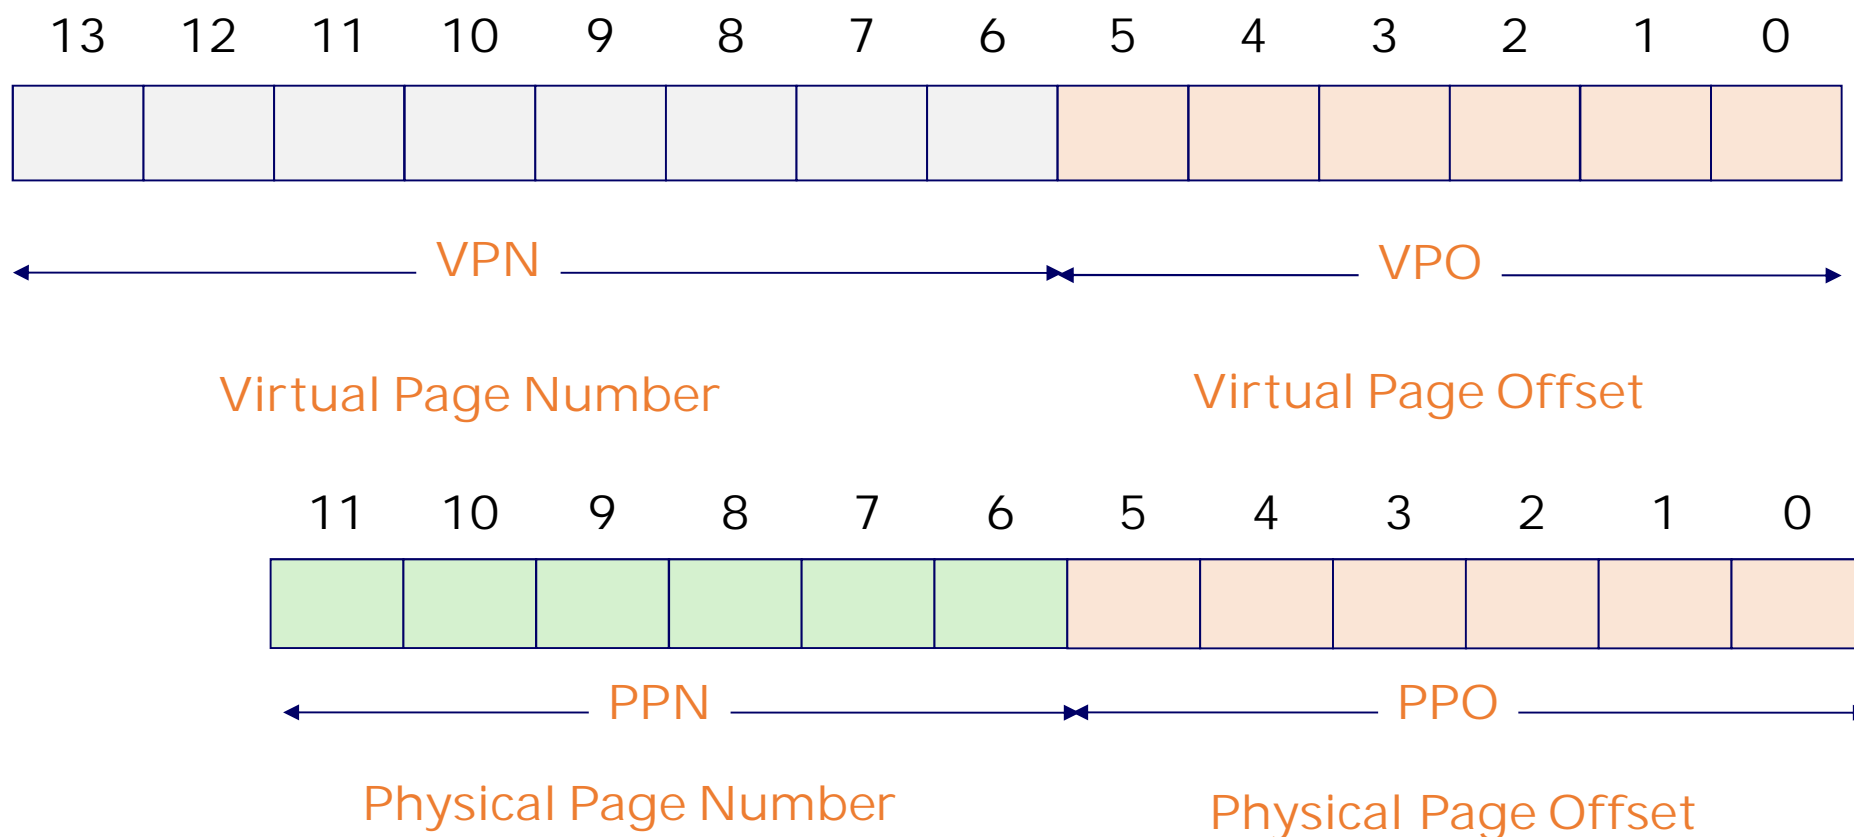 13 12 11 10 9 8 7 6 5 4 3 2 1 0
VPN VPO
Virtual Page Number Virtual Page Offset
11 10 9 8 7 6 5 4 3 2 1 0
PPN PPO
Physical Page Number Physical Page Offset